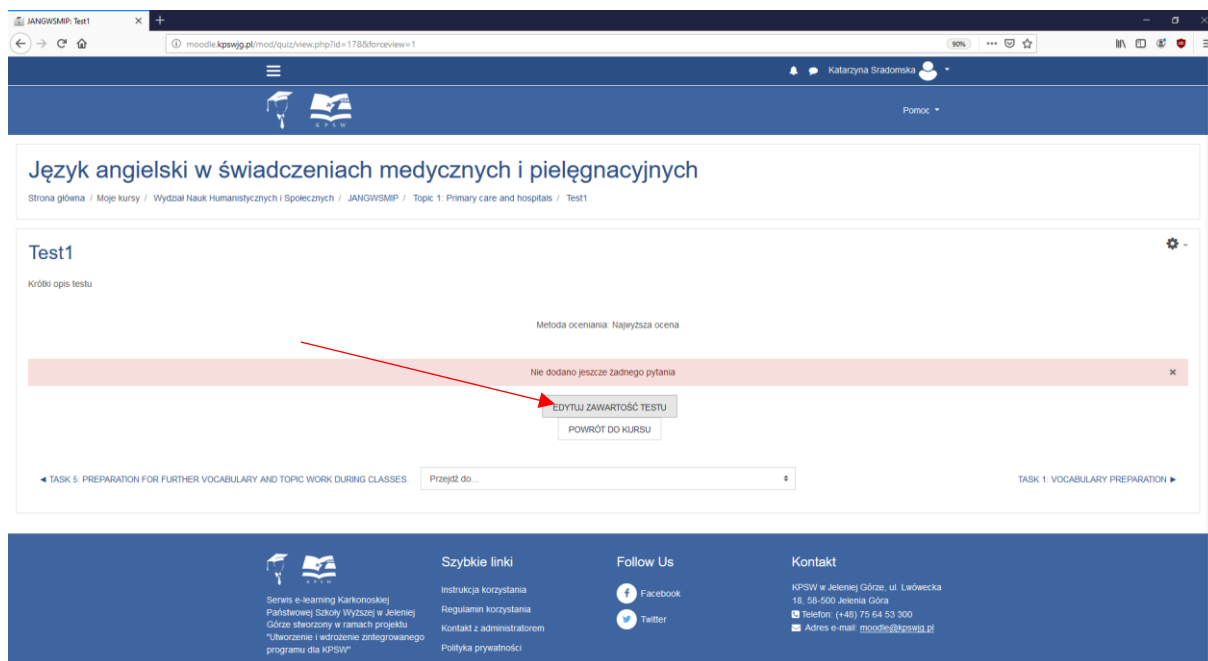 JANGWSMIP: Test1
moodle.kpswjg.pl/mod/quiz/view.php?id=178&forceview=1
90%
Katarzyna Sradomska
KPSW
Pomoc
Język angielski w świadczeniach medycznych i pielęgnacyjnych
Strona główna / Moje kursy / Wydział Nauk Humanistycznych i Społecznych / JANGWSMIP / Topic 1: Primary care and hospitals / Test1
Test1
Krótki opis testu
Metoda oceniania: Najwyższa ocena
Nie dodano jeszcze żadnego pytania
EDYTUJ ZAWARTOŚĆ TESTU
POWRÓT DO KURSU
◄ TASK 5: PREPARATION FOR FURTHER VOCABULARY AND TOPIC WORK DURING CLASSES.
Przejdź do...
TASK 1: VOCABULARY PREPARATION ►
KPSW
Serwis e-learning Karkonoskiej
Państwowej Szkoły Wyższej w Jeleniej
Górze stworzony w ramach projektu
"Utworzenie i wdrożenie zintegrowanego
programu dla KPSW"
Szybkie linki
Instrukcja korzystania
Regulamin korzystania
Kontakt z administratorem
Polityka prywatności
Follow Us
Facebook
Twitter
Kontakt
KPSW w Jeleniej Górze, ul. Lwówecka
18, 58-500 Jelenia Góra
Telefon: (+48) 75 64 53 300
Adres e-mail: moodle@kpswjg.pl